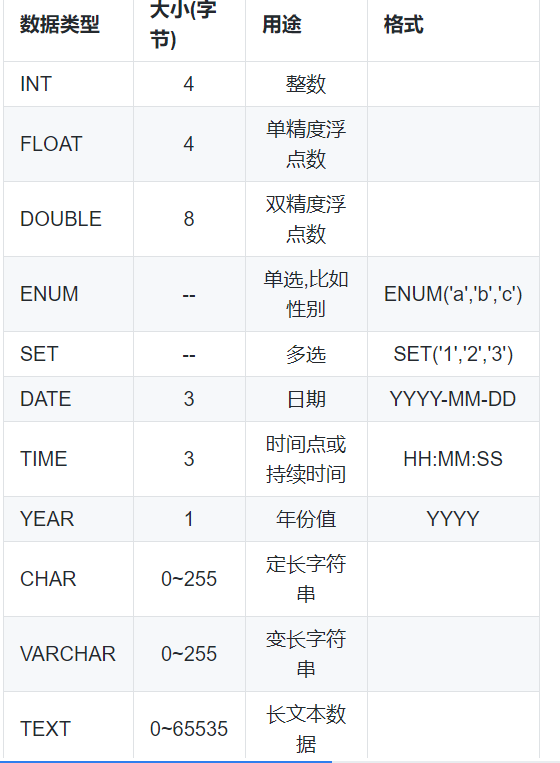 数据类型 大小(字节) 用途 格式
INT 4 整数
FLOAT 4 单精度浮点数
DOUBLE 8 双精度浮点数
ENUM -- 单选,比如性别 ENUM('a','b','c')
SET -- 多选 SET('1','2','3')
DATE 3 日期 YYYY-MM-DD
TIME 3 时间点或持续时间 HH:MM:SS
YEAR 1 年份值 YYYY
CHAR 0~255 定长字符串
VARCHAR 0~255 变长字符串
TEXT 0~65535 长文本数据